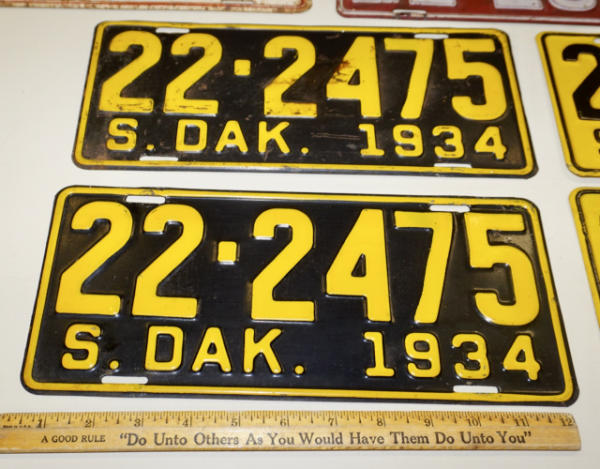 22·2475
S. DAK. 1934
22·2475
S. DAK. 1934
1 2 3 4 5 6 7 8 9 10 11 12
A GOOD RULE "Do Unto Others As You Would Have Them Do Unto You"